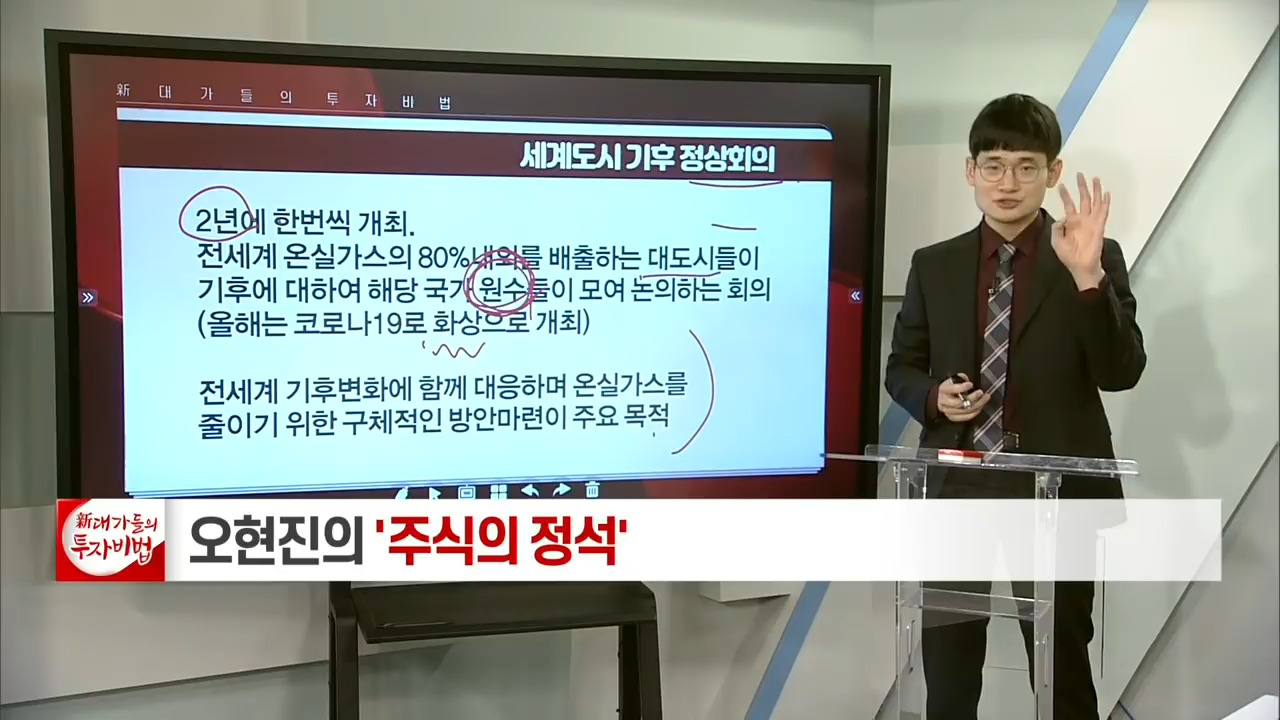 新 대 가 들 의 투 자 비 법
세계도시 기후 정상회의
2년에 한번씩 개최.
전세계 온실가스의 80%내외를 배출하는 대도시들이
기후에 대하여 해당 국가 원수들이 모여 논의하는 회의
(올해는 코로나19로 화상으로 개최)
전세계 기후변화에 함께 대응하며 온실가스를
줄이기 위한 구체적인 방안마련이 주요 목적
新대가들의
투자비법
오현진의 '주식의 정석'